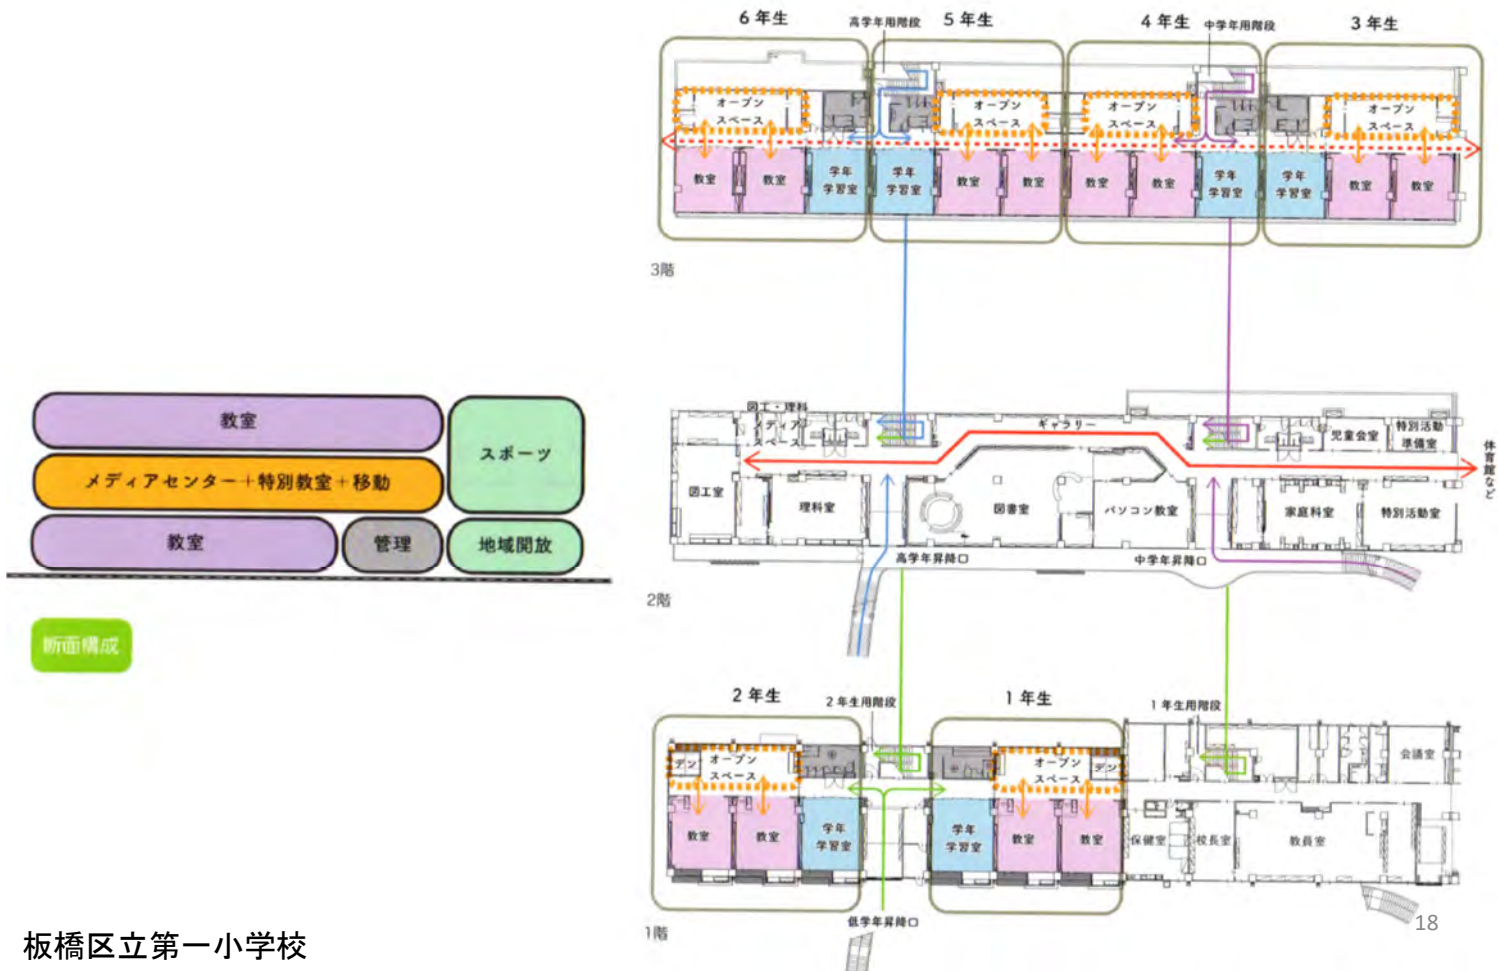 6年生
高学年用階段
5年生
4年生
中学年用階段
3年生
オープン
スペース
オープン
スペース
オープン
スペース
オープン
スペース
教室
教室
学年
学習室
学年
学習室
教室
教室
教室
教室
学年
学習室
学年
学習室
教室
教室
3階
教室
スポーツ
メディアセンター＋特別教室＋移動
教室
管理
地域開放
断面構成
図工・理科
メディア
スペース
ギャラリー
児童会室
特別活動
準備室
体育館など
図工室
理科室
図書室
パソコン教室
家庭科室
特別活動室
高学年昇降口
中学年昇降口
2階
2年生
2年生用階段
1年生
1年生用階段
デン
オープン
スペース
オープン
スペース
デン
会議室
教室
教室
学年
学習室
学年
学習室
教室
教室
保健室
校長室
教員室
低学年昇降口
1階
18
板橋区立第一小学校